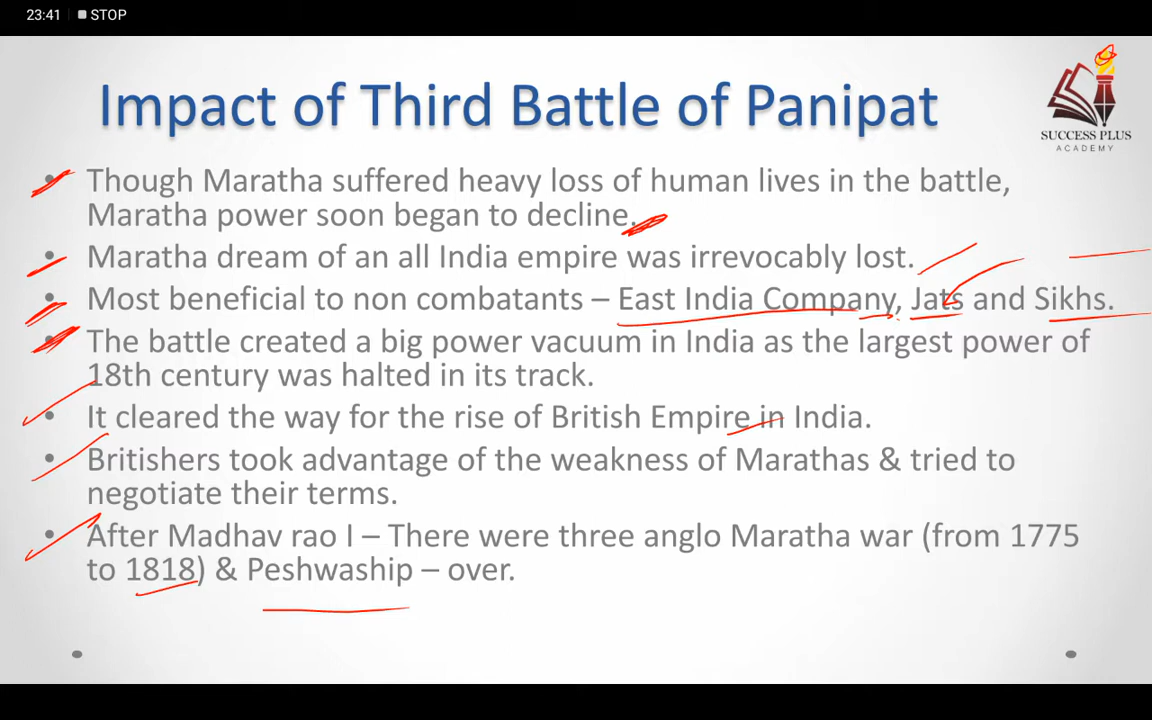 23:41 STOP
Impact of Third Battle of Panipat
SUCCESS PLUS
ACADEMY
• Though Maratha suffered heavy loss of human lives in the battle,
Maratha power soon began to decline.
• Maratha dream of an all India empire was irrevocably lost.
• Most beneficial to non combatants – East India Company, Jats and Sikhs.
• The battle created a big power vacuum in India as the largest power of
18th century was halted in its track.
• It cleared the way for the rise of British Empire in India.
• Britishers took advantage of the weakness of Marathas & tried to
negotiate their terms.
• After Madhav rao I – There were three anglo Maratha war (from 1775
to 1818) & Peshwaship – over.